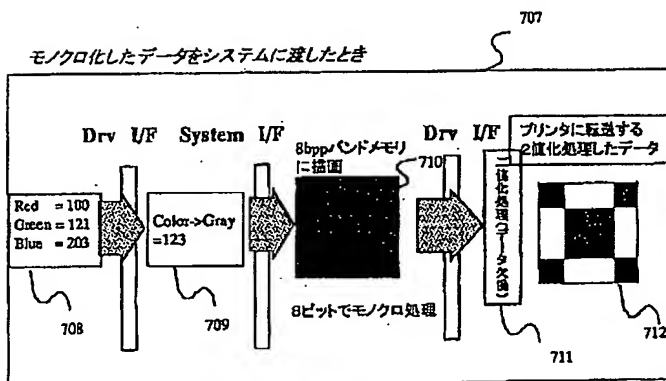 707
モノクロ化したデータをシステムに渡したとき
Drv I/F System I/F Drv I/F
8bppバンドメモリ
に描画
710
プリンタに転送する
2値化処理したデータ
Red = 100
Green = 121
Blue = 203
Color->Gray
=123
二値化処理(データ欠損)
8ビットでモノクロ処理
708
709
711
712